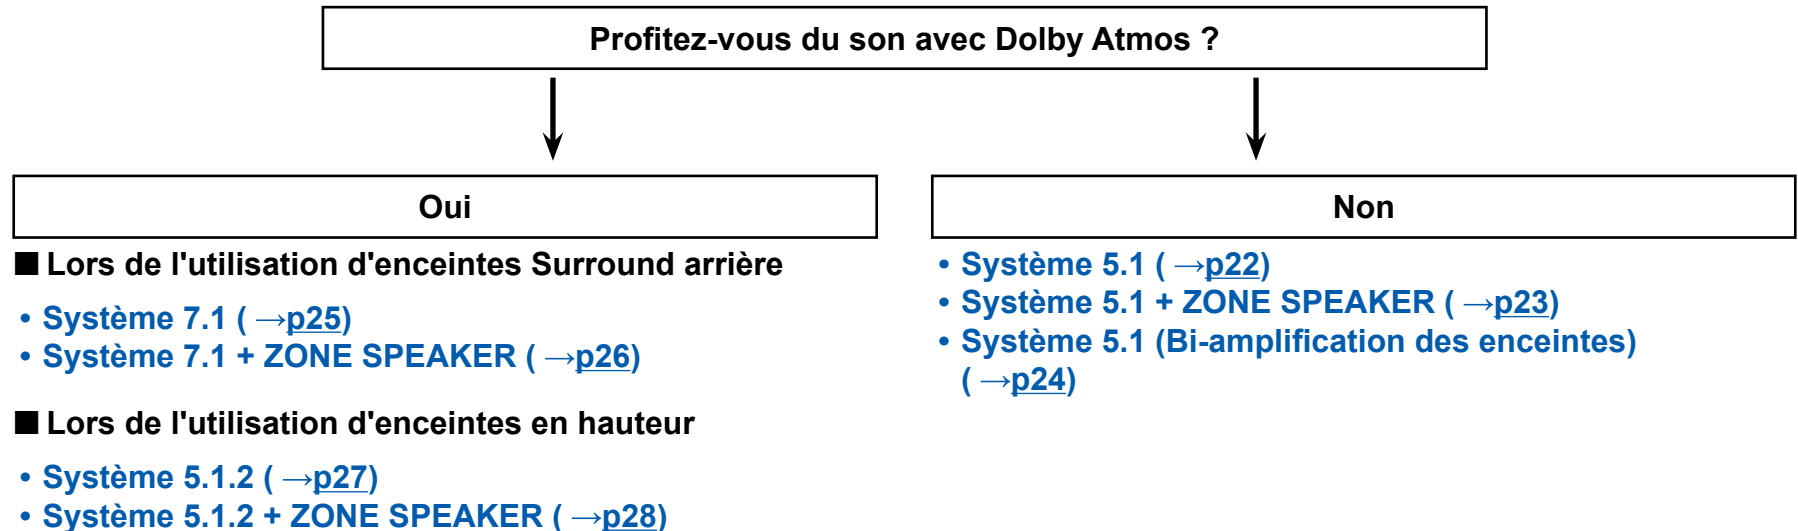 Profitez-vous du son avec Dolby Atmos ?
Oui
■ Lors de l'utilisation d'enceintes Surround arrière
• Système 7.1 ( →p25)
• Système 7.1 + ZONE SPEAKER ( →p26)
■ Lors de l'utilisation d'enceintes en hauteur
• Système 5.1.2 ( →p27)
• Système 5.1.2 + ZONE SPEAKER ( →p28)
Non
• Système 5.1 ( →p22)
• Système 5.1 + ZONE SPEAKER ( →p23)
• Système 5.1 (Bi-amplification des enceintes)
( →p24)